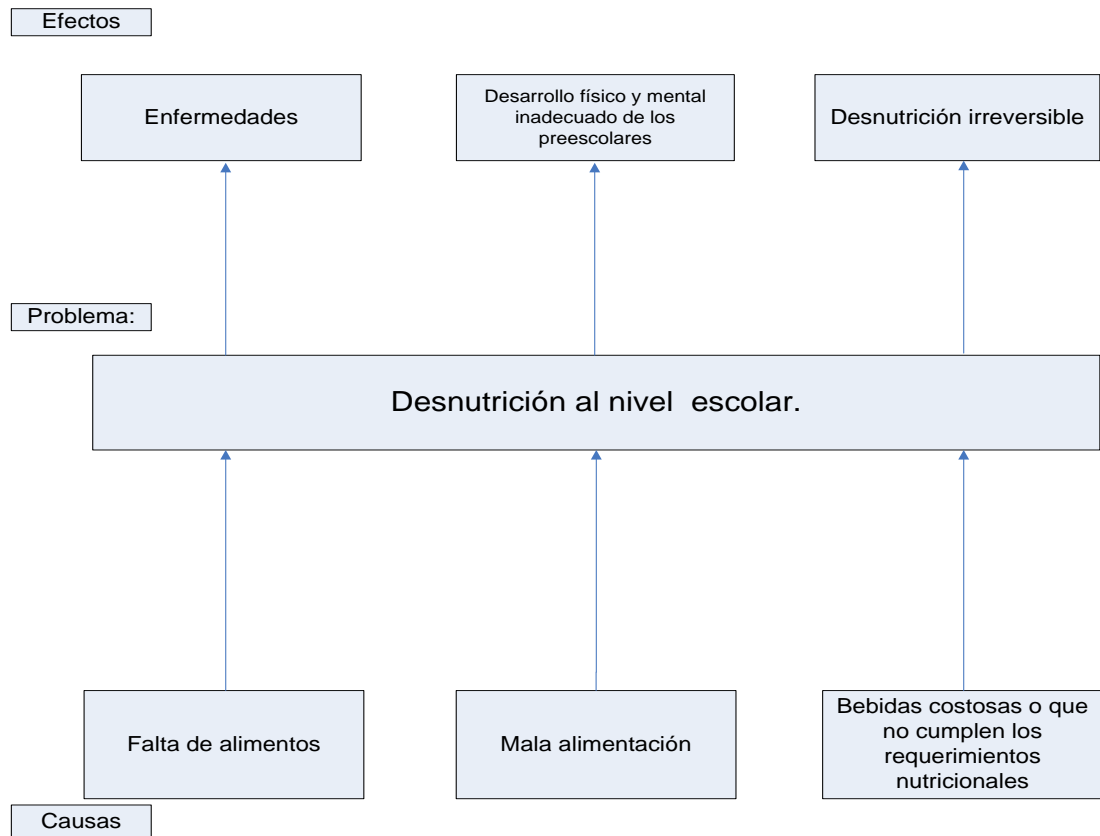 Efectos
Enfermedades
Desarrollo físico y mental
inadecuado de los
preescolares
Desnutrición irreversible
Problema:
Desnutrición al nivel  escolar.
Falta de alimentos
Mala alimentación
Bebidas costosas o que
no cumplen los
requerimientos
nutricionales
Causas